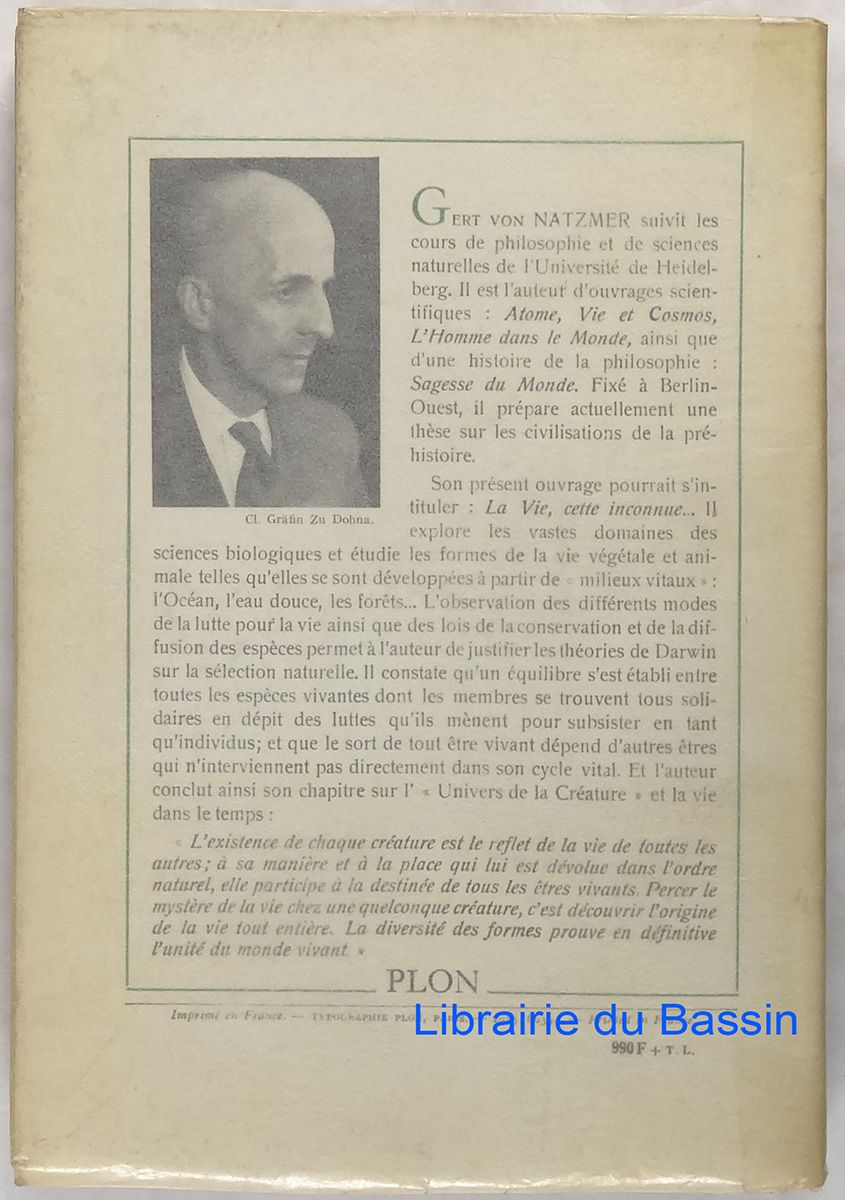 GERT VON NATZMER suivit les
cours de philosophie et de sciences
naturelles de l'Université de Heidel-
berg. Il est l'auteur d'ouvrages scien-
tifiques : Atome, Vie et Cosmos,
L'Homme dans le Monde, ainsi que
d'une histoire de la philosophie :
Sagesse du Monde. Fixé à Berlin-
Ouest, il prépare actuellement une
thèse sur les civilisations de la pré-
histoire.
Cl. Gräfin Zu Dohna.
Son présent ouvrage pourrait s'in-
tituler : La Vie, cette inconnue... Il
explore les vastes domaines des
sciences biologiques et étudie les formes de la vie végétale et ani-
male telles qu'elles se sont développées à partir de « milieux vitaux » :
l'Océan, l'eau douce, les forêts... L'observation des différents modes
de la lutte pour la vie ainsi que des lois de la conservation et de la dif-
fusion des espèces permet à l'auteur de justifier les théories de Darwin
sur la sélection naturelle. Il constate qu'un équilibre s'est établi entre
toutes les espèces vivantes dont les membres se trouvent tous soli-
daires en dépit des luttes qu'ils mènent pour subsister en tant
qu'individus; et que le sort de tout être vivant dépend d'autres êtres
qui n'interviennent pas directement dans son cycle vital. Et l'auteur
conclut ainsi son chapitre sur l' « Univers de la Créature » et la vie
dans le temps :
« L'existence de chaque créature est le reflet de la vie de toutes les
autres; à sa manière et à la place qui lui est dévolue dans l'ordre
naturel, elle participe à la destinée de tous les êtres vivants. Percer le
mystère de la vie chez une quelconque créature, c'est découvrir l'origine
de la vie tout entière. La diversité des formes prouve en définitive
l'unité du monde vivant. »
PLON
Imprimé en France. — TYPOGRAPHIE PLON,
Librairie du Bassin
990 F + T. L.